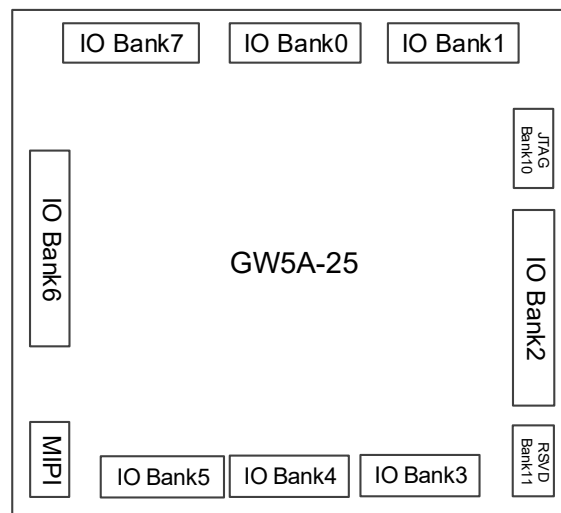 IO Bank7
IO Bank0
IO Bank1
JTAG
Bank10
IO Bank6
GW5A-25
IO Bank2
MIPI
IO Bank5
IO Bank4
IO Bank3
RSVD
Bank11